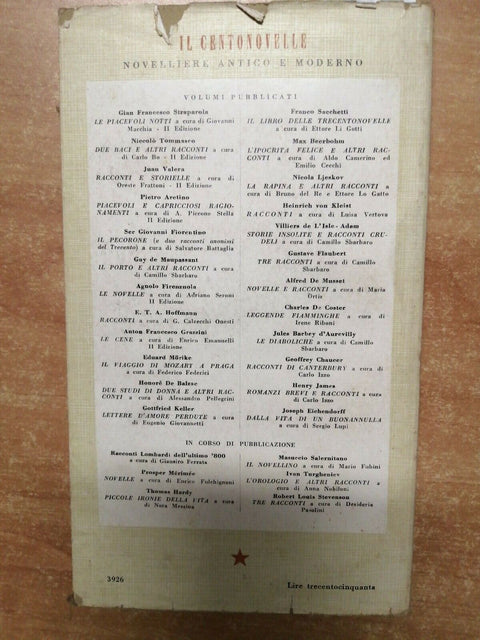 IL CENTONOVELLE
NOVELLIERE ANTICO E MODERNO
VOLUMI PUBBLICATI
Gian Francesco Straparola
LE PIACEVOLI NOTTI a cura di Giovanni
Macchia - II Edizione
Niccolò Tommaseo
DUE BACI E ALTRI RACCONTI a cura
di Carlo Bo - II Edizione
Juan Valera
RACCONTI E STORIELLE a cura di
Oreste Frattoni - II Edizione
Pietro Aretino
PIACEVOLI E CAPRICCIOSI RAGIO-
NAMENTI a cura di A. Piccone Stella
II Edizione
Ser Giovanni Fiorentino
IL PECORONE (e due racconti anonimi
del Trecento) a cura di Salvatore Battaglia
Guy de Maupassant
IL PORTO E ALTRI RACCONTI a cura
di Camillo Sbarbaro
Agnolo Firenzuola
LE NOVELLE a cura di Adriano Seroni
II Edizione
E. T. A. Hoffmann
RACCONTI a cura di G. Calvecchi Onesti
Anton Francesco Grazzini
LE CENE a cura di Enrico Emanuelli
II Edizione
Eduard Mörike
IL VIAGGIO DI MOZART A PRAGA
a cura di Federico Federici
Honoré De Balzac
DUE STUDI DI DONNA E ALTRI RAC-
CONTI a cura di Alessandro Pellegrini
Gottfried Keller
LETTERE D'AMORE PERDUTE a cura
di Eugenio Giovannetti
Franco Sacchetti
IL LIBRO DELLE TRECENTONOVELLE
a cura di Ettore Li Gotti
Max Beerbohm
L'IPOCRITA FELICE E ALTRI RAC-
CONTI a cura di Aldo Camerino ed
Emilio Cecchi
Nicola Ljeskov
LA RAPINA E ALTRI RACCONTI a
cura di Bruno del Re e Ettore Lo Gatto
Heinrich von Kleist
RACCONTI a cura di Luisa Vertova
Villiers de L'Isle-Adam
STORIE INSOLITE E RACCONTI CRU-
DELI a cura di Camillo Sbarbaro
Gustave Flaubert
TRE RACCONTI a cura di Camillo
Sbarbaro
Alfred De Musset
NOVELLE E RACCONTI a cura di Maria
Ortiz
Charles De Coster
LEGGENDE FIAMMINGHE a cura di
Irene Ribani
Jules Barbey d'Aurevilly
LE DIABOLICHE a cura di Camillo
Sbarbaro
Geoffrey Chaucer
RACCONTI DI CANTERBURY a cura di
Carlo Izzo
Henry James
ROMANZI BREVI E RACCONTI a cura
di Carlo Izzo
Joseph Eichendorff
DALLA VITA DI UN BUONANNULLA
a cura di Sergio Lupi
IN CORSO DI PUBBLICAZIONE
Racconti Lombardi dell'ultimo '800
a cura di Giansiro Ferrata
Prosper Mérimée
NOVELLE a cura di Enrico Fulchignoni
Thomas Hardy
PICCOLE IRONIE DELLA VITA a cura
di Nora Messina
Masuccio Salernitano
IL NOVELLINO a cura di Mario Fubini
Ivan Turgheniev
L'OROLOGIO E ALTRI RACCONTI a
cura di Anna Nobiloni
Robert Louis Stevenson
TRE RACCONTI a cura di Desideria
Pasolini
3926
Lire trecentocinquanta